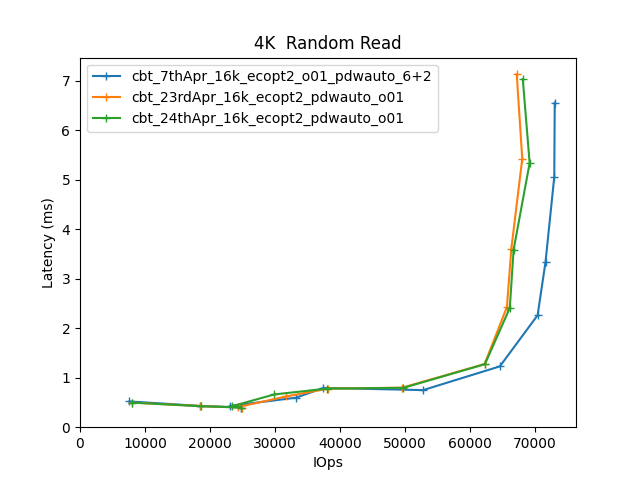 4K  Random Read
cbt_7thApr_16k_ecopt2_o01_pdwauto_6+2
cbt_23rdApr_16k_ecopt2_pdwauto_o01
cbt_24thApr_16k_ecopt2_pdwauto_o01
Latency (ms)
7
6
5
4
3
2
1
0
0 10000 20000 30000 40000 50000 60000 70000
IOps